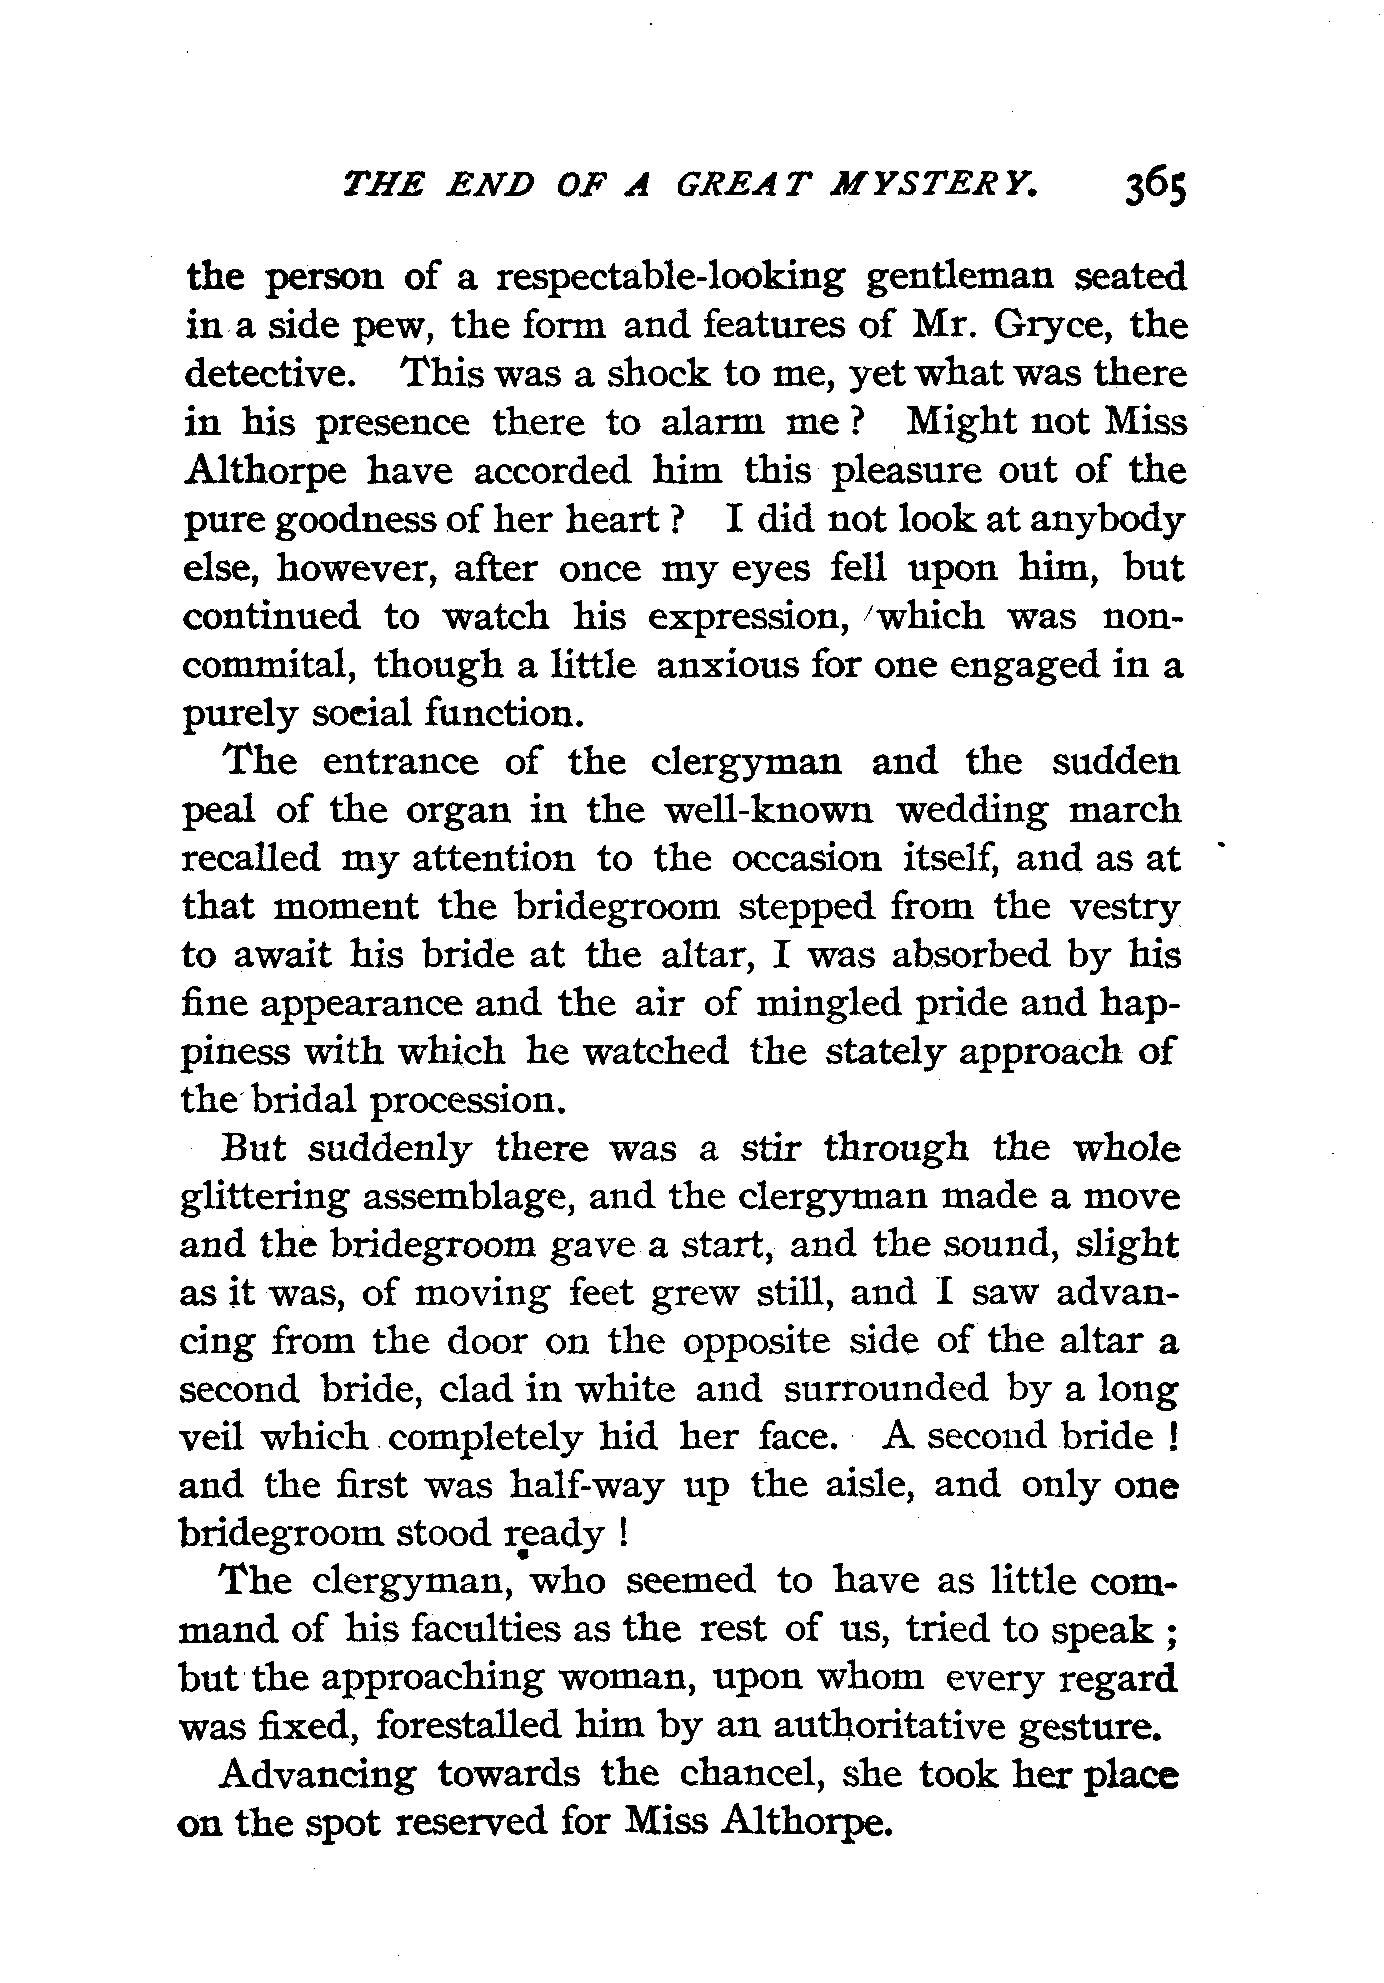 THE END OF A GREAT MYSTERY. 365
the person of a respectable-looking gentleman seated
in a side pew, the form and features of Mr. Gryce, the
detective. This was a shock to me, yet what was there
in his presence there to alarm me ? Might not Miss
Althorpe have accorded him this pleasure out of the
pure goodness of her heart ? I did not look at anybody
else, however, after once my eyes fell upon him, but
continued to watch his expression, which was non-
commital, though a little anxious for one engaged in a
purely social function.
The entrance of the clergyman and the sudden
peal of the organ in the well-known wedding march
recalled my attention to the occasion itself, and as at
that moment the bridegroom stepped from the vestry
to await his bride at the altar, I was absorbed by his
fine appearance and the air of mingled pride and hap-
piness with which he watched the stately approach of
the bridal procession.
But suddenly there was a stir through the whole
glittering assemblage, and the clergyman made a move
and the bridegroom gave a start, and the sound, slight
as it was, of moving feet grew still, and I saw advan-
cing from the door on the opposite side of the altar a
second bride, clad in white and surrounded by a long
veil which completely hid her face. A second bride !
and the first was half-way up the aisle, and only one
bridegroom stood ready !
The clergyman, who seemed to have as little com-
mand of his faculties as the rest of us, tried to speak ;
but the approaching woman, upon whom every regard
was fixed, forestalled him by an authoritative gesture.
Advancing towards the chancel, she took her place
on the spot reserved for Miss Althorpe.